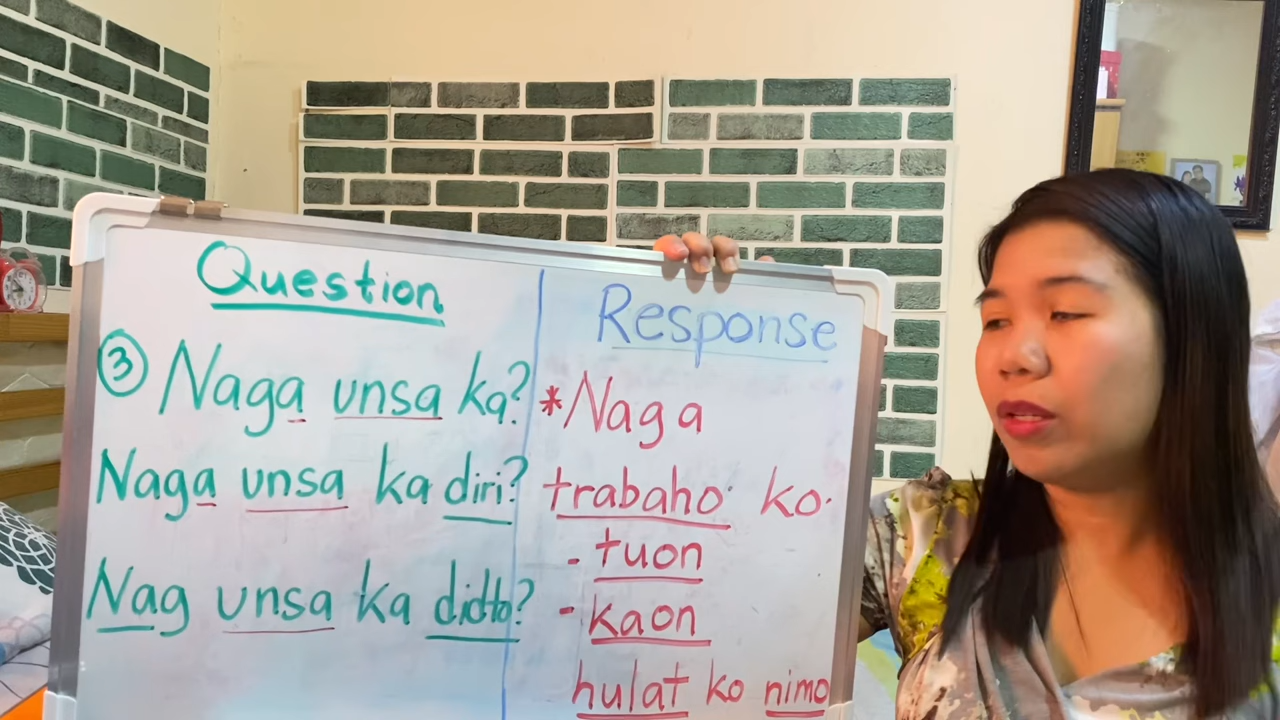 Question
③ Naga unsa ka?
Naga unsa ka diri?
Nag unsa ka didto?
Response
*Naga
trabaho ko.
- tuon
- kaon
hulat ko nimo